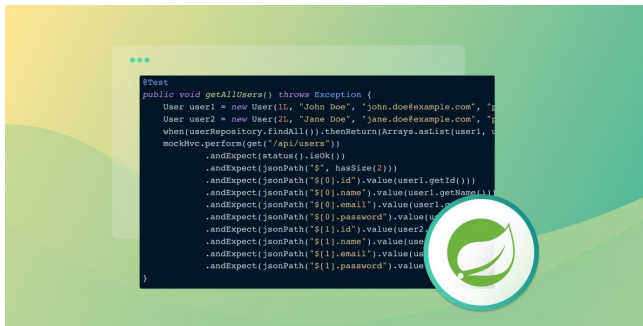 @Test
public void getAllUsers() throws Exception {
User user1 = new User(1L, "John Doe", "john.doe@example.com", "p
User user2 = new User(2L, "Jane Doe", "jane.doe@example.com", "p
when(userRepository.findAll()).thenReturn(Arrays.asList(user1, u
mockMvc.perform(get("/api/users"))
.andExpect(status().isOk())
.andExpect(jsonPath("$", hasSize(2)))
.andExpect(jsonPath("$[0].id").value(user1.getId()))
.andExpect(jsonPath("$[0].name").value(user1.getName()))
.andExpect(jsonPath("$[0].email").value(user1.
.andExpect(jsonPath("$[0].password").value(
.andExpect(jsonPath("$[1].id").value(user2.
.andExpect(jsonPath("$[1].name").value(
.andExpect(jsonPath("$[1].email").value(
.andExpect(jsonPath("$[1].password").value
}